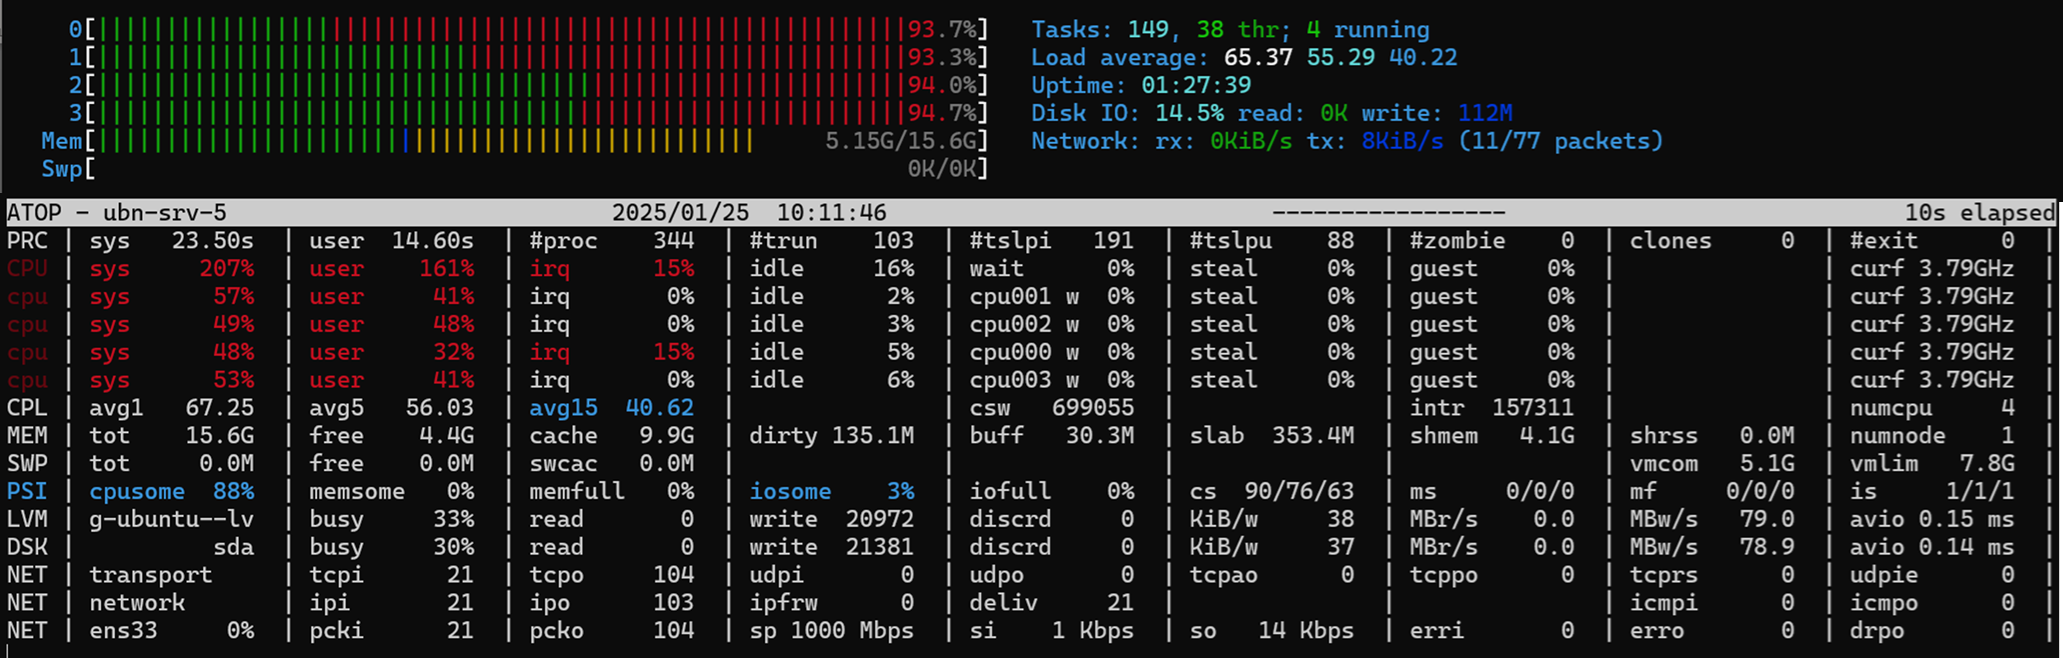 0[||||||||||||||||||||||||||||||||||||||||||||||||||||||||||||93.7%] Tasks: 149, 38 thr; 4 running
1[||||||||||||||||||||||||||||||||||||||||||||||||||||||||||||93.3%] Load average: 65.37 55.29 40.22
2[||||||||||||||||||||||||||||||||||||||||||||||||||||||||||||94.0%] Uptime: 01:27:39
3[||||||||||||||||||||||||||||||||||||||||||||||||||||||||||||94.7%] Disk IO: 14.5% read: 0K write: 112M
Mem[|||||||||||||||||||||||||||||||||||||||||||||||| 5.15G/15.6G] Network: rx: 0KiB/s tx: 8KiB/s (11/77 packets)
Swp[ 0K/0K]
ATOP - ubn-srv-5 2025/01/25 10:11:46 ----------------- 10s elapsed
PRC | sys 23.50s | user 14.60s | #proc 344 | #trun 103 | #tslpi 191 | #tslpu 88 | #zombie 0 | clones 0 | #exit 0 |
CPU | sys 207% | user 161% | irq 15% | idle 16% | wait 0% | steal 0% | guest 0% | | curf 3.79GHz |
cpu | sys 57% | user 41% | irq 0% | idle 2% | cpu001 w 0% | steal 0% | guest 0% | | curf 3.79GHz |
cpu | sys 49% | user 48% | irq 0% | idle 3% | cpu002 w 0% | steal 0% | guest 0% | | curf 3.79GHz |
cpu | sys 48% | user 32% | irq 15% | idle 5% | cpu000 w 0% | steal 0% | guest 0% | | curf 3.79GHz |
cpu | sys 53% | user 41% | irq 0% | idle 6% | cpu003 w 0% | steal 0% | guest 0% | | curf 3.79GHz |
CPL | avg1 67.25 | avg5 56.03 | avg15 40.62 | | csw 699055 | | intr 157311 | | numcpu 4 |
MEM | tot 15.6G | free 4.4G | cache 9.9G | dirty 135.1M | buff 30.3M | slab 353.4M | shmem 4.1G | shrss 0.0M | numnode 1 |
SWP | tot 0.0M | free 0.0M | swcac 0.0M | | | | | vmcom 5.1G | vmlim 7.8G |
PSI | cpusome 88% | memsome 0% | memfull 0% | iosome 3% | iofull 0% | cs 90/76/63 | ms 0/0/0 | mf 0/0/0 | is 1/1/1 |
LVM | g-ubuntu--lv | busy 33% | read 0 | write 20972 | discrd 0 | KiB/w 38 | MBr/s 0.0 | MBw/s 79.0 | avio 0.15 ms |
DSK | sda | busy 30% | read 0 | write 21381 | discrd 0 | KiB/w 37 | MBr/s 0.0 | MBw/s 78.9 | avio 0.14 ms |
NET | transport | tcpi 21 | tcpo 104 | udpi 0 | udpo 0 | tcpao 0 | tcppo 0 | tcprs 0 | udpie 0 |
NET | network | ipi 21 | ipo 103 | ipfrw 0 | deliv 21 | | | icmpi 0 | icmpo 0 |
NET | ens33 0% | pcki 21 | pcko 104 | sp 1000 Mbps | si 1 Kbps | so 14 Kbps | erri 0 | erro 0 | drpo 0 |